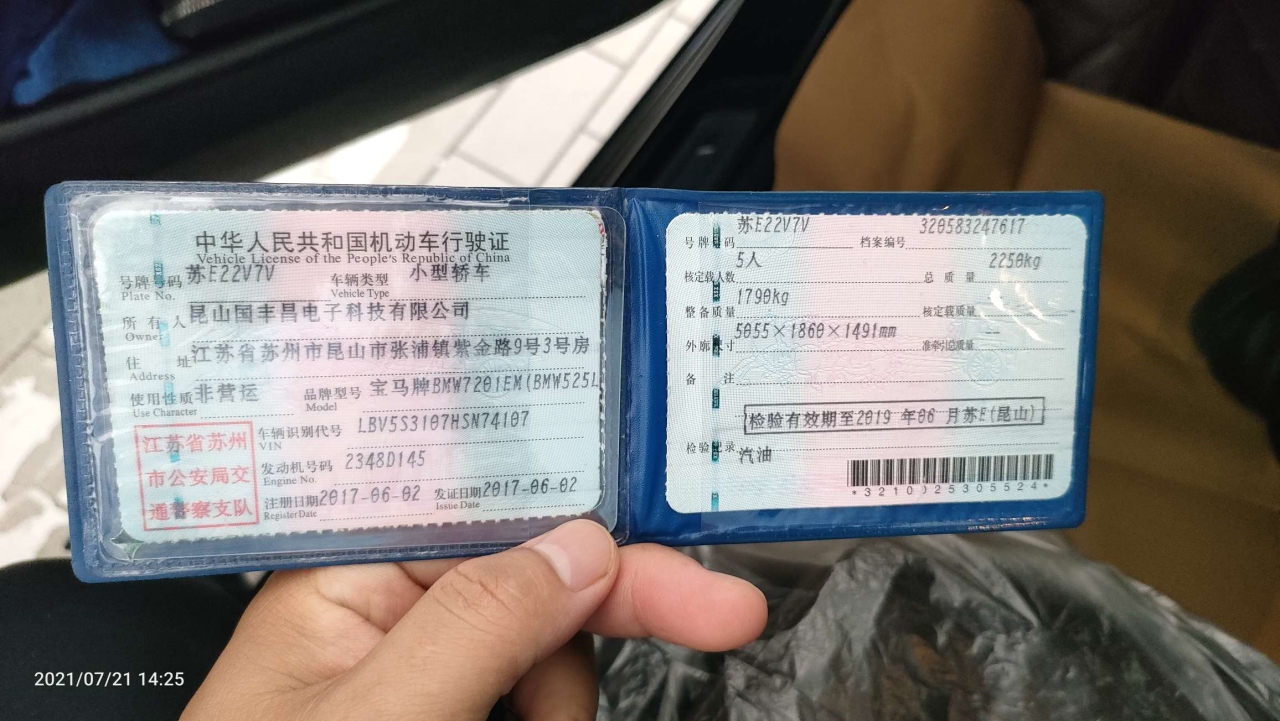 中华人民共和国机动车行驶证
Vehicle License of the People's Republic of China
号牌号码 苏E22V7V 车辆类型 小型轿车
Plate No. Vehicle Type
所有人 昆山国丰昌电子科技有限公司
Owner
住址 江苏省苏州市昆山市张浦镇紫金路9号3号房
Address
使用性质 非营运 品牌型号 宝马牌BMW7201EM(BMW525L
Use Character Model
江苏省苏州
市公安局交
通警察支队
车辆识别代号 LBV5S3107HSN74107
VIN
发动机号码 2348D145
Engine No.
注册日期 2017-06-02 发证日期 2017-06-02
Register Date Issue Date
号牌号码 苏E22V7V 档案编号 320583247617
核定载人数 5人 总质量 2250kg
整备质量 1790kg 核定载质量
外廓尺寸 5055×1860×1491mm 准牵引总质量 —
备注
检验有效期至2019 年06 月苏E(昆山)
检验记录
汽油
*3210025305524*
2021/07/21 14:25